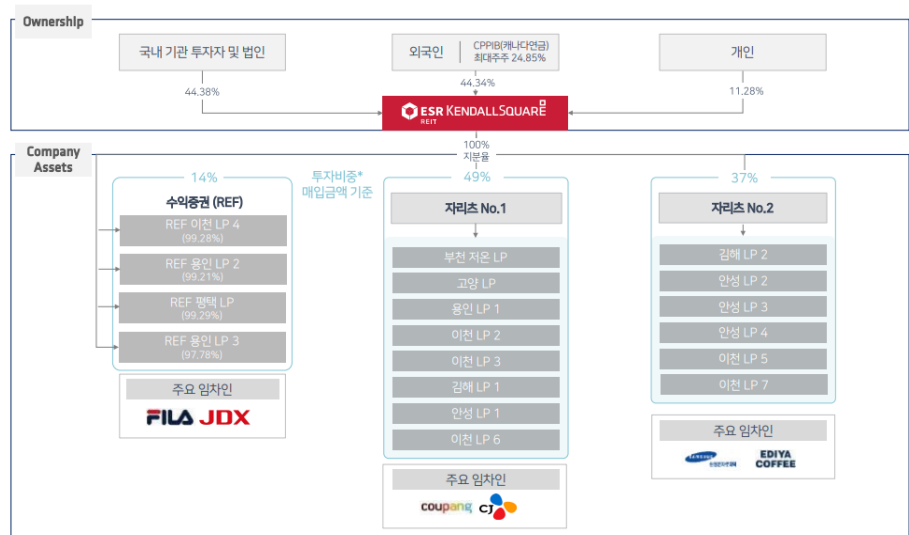 Ownership
국내 기관 투자자 및 법인
외국인
CPPIB(캐나다연금)
최대주주 24.85%
개인
44.38%
44.34%
11.28%
ESR KENDALLSQUARE
REIT
100%
지분율
Company
Assets
14%
수익증권 (REF)
REF 이천 LP 4
(99.28%)
REF 용인 LP 2
(99.21%)
REF 평택 LP
(99.29%)
REF 용인 LP 3
(97.78%)
주요 임차인
FILA JDX
투자비중*
매입금액 기준
49%
자리츠 No.1
부천 저온 LP
고양 LP
용인 LP 1
이천 LP 2
이천 LP 3
김해 LP 1
안성 LP 1
이천 LP 6
주요 임차인
coupang CJ
37%
자리츠 No.2
김해 LP 2
안성 LP 2
안성 LP 3
안성 LP 4
이천 LP 5
이천 LP 7
주요 임차인
SAMSUNG
EDIYA
COFFEE